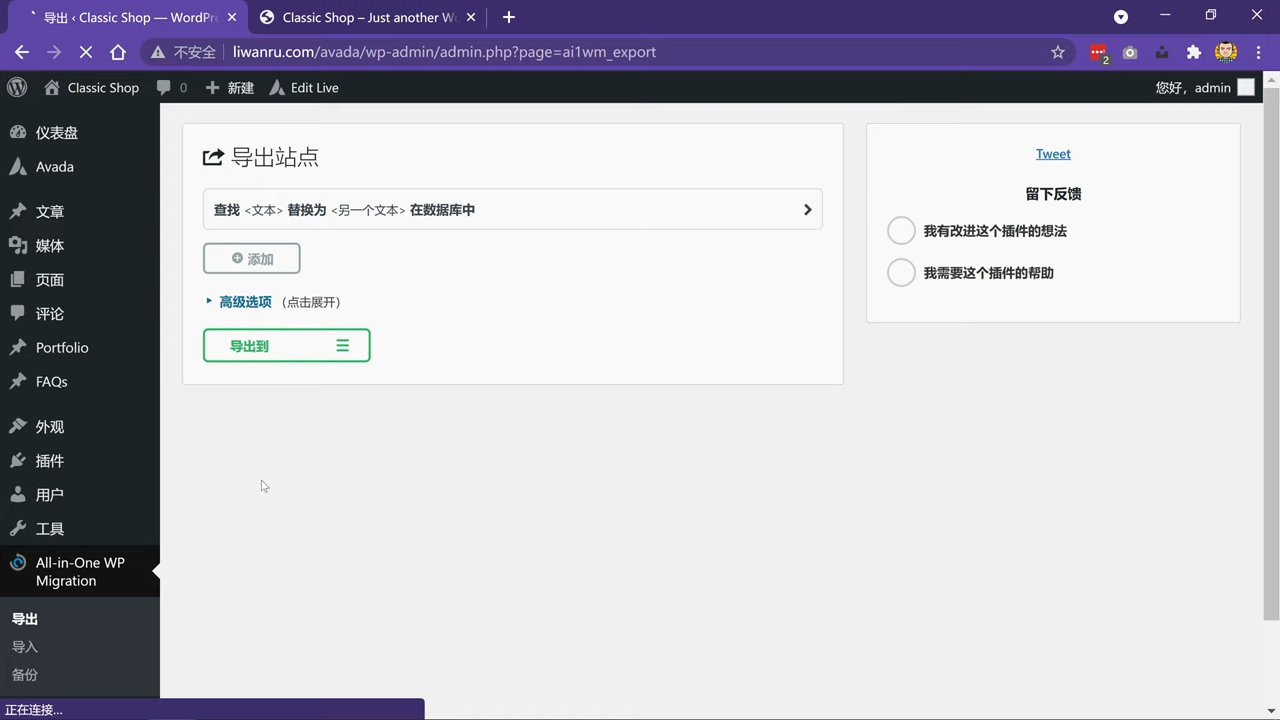 导出 ‹ Classic Shop — WordPr
Classic Shop – Just another W
不安全
liwanru.com/avada/wp-admin/admin.php?page=ai1wm_export
2
Classic Shop
0
新建
Edit Live
您好，admin
仪表盘
Avada
文章
媒体
页面
评论
Portfolio
FAQs
外观
插件
用户
工具
All-in-One WP
Migration
导出
导入
备份
导出站点
查找 <文本> 替换为 <另一个文本> 在数据库中
添加
高级选项 (点击展开)
导出到
Tweet
留下反馈
我有改进这个插件的想法
我需要这个插件的帮助
正在连接...